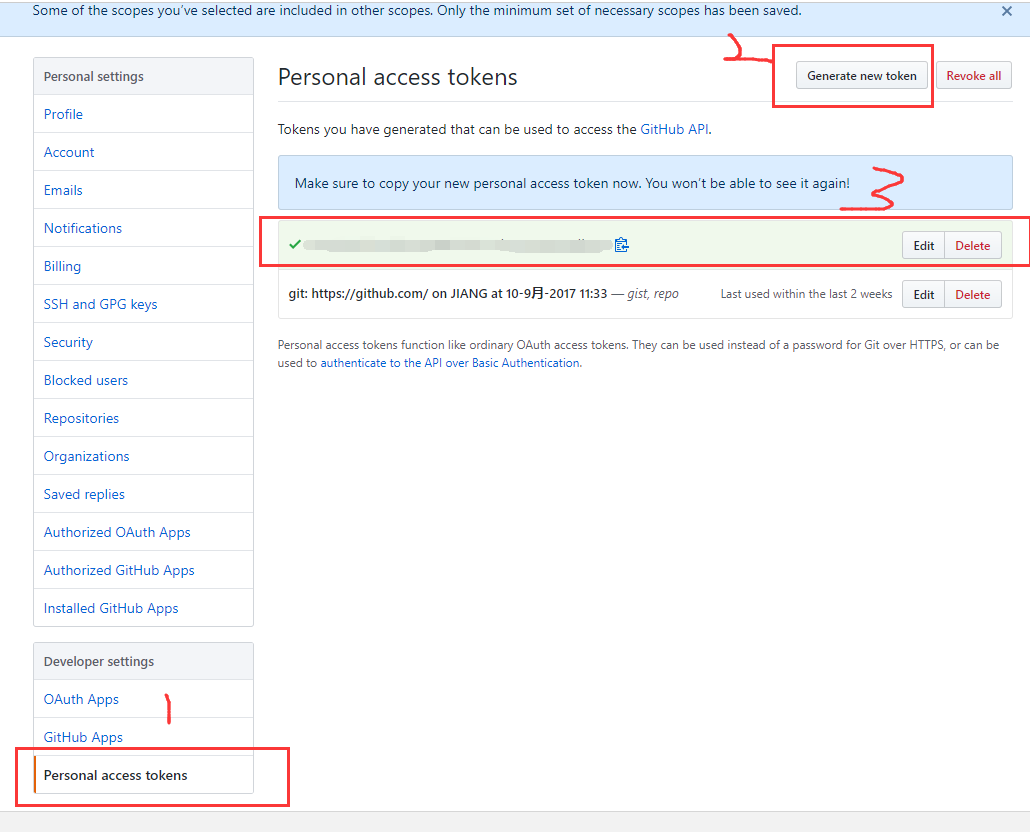 Some of the scopes you've selected are included in other scopes. Only the minimum set of necessary scopes has been saved.
2
Personal settings
Profile
Account
Emails
Notifications
Billing
SSH and GPG keys
Security
Blocked users
Repositories
Organizations
Saved replies
Authorized OAuth Apps
Authorized GitHub Apps
Installed GitHub Apps
Developer settings
OAuth Apps
1
GitHub Apps
Personal access tokens
Personal access tokens
Generate new token
Revoke all
Tokens you have generated that can be used to access the GitHub API.
Make sure to copy your new personal access token now. You won't be able to see it again!
3
Edit Delete
git: https://github.com/ on JIANG at 10-9月-2017 11:33 — gist, repo Last used within the last 2 weeks Edit Delete
Personal access tokens function like ordinary OAuth access tokens. They can be used instead of a password for Git over HTTPS, or can be
used to authenticate to the API over Basic Authentication.